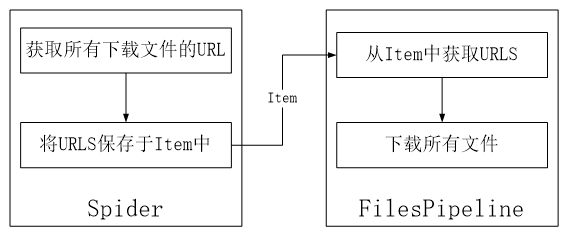 获取所有下载文件的URL
将URLS保存于Item中
Spider
Item
从Item中获取URLS
下载所有文件
FilesPipeline